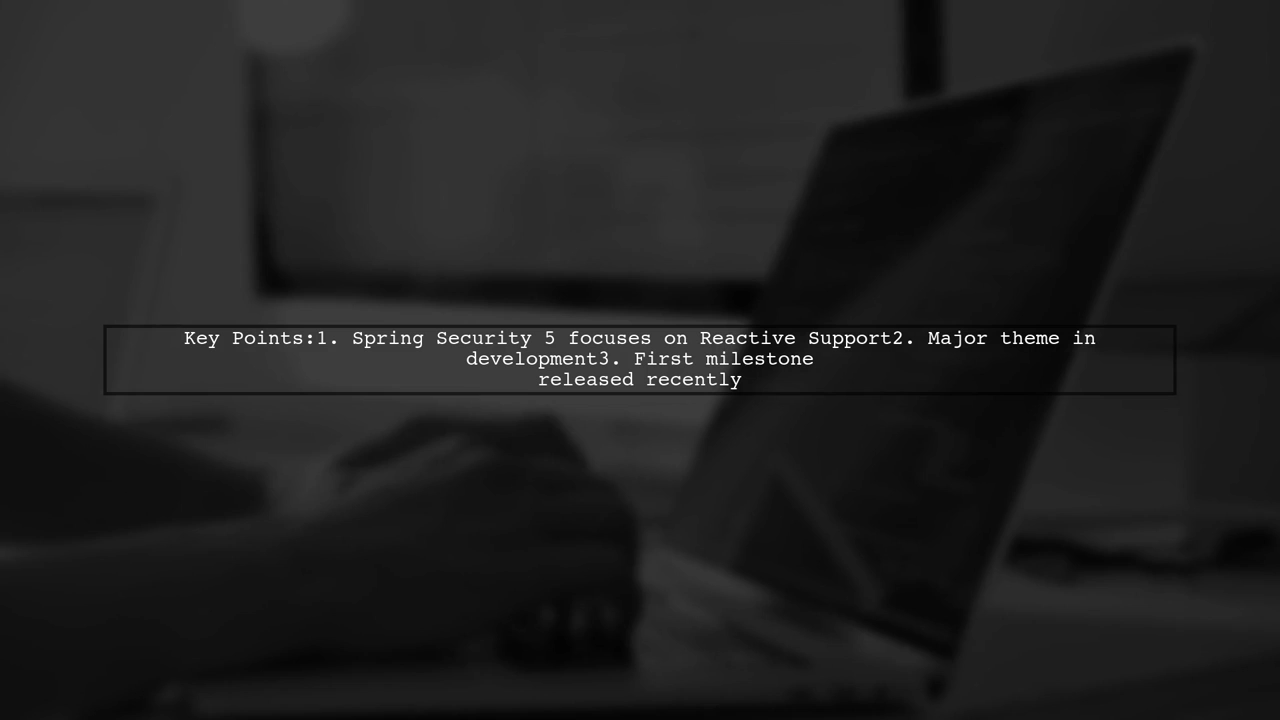 Key Points:1. Spring Security 5 focuses on Reactive Support2. Major theme in
development3. First milestone
released recently